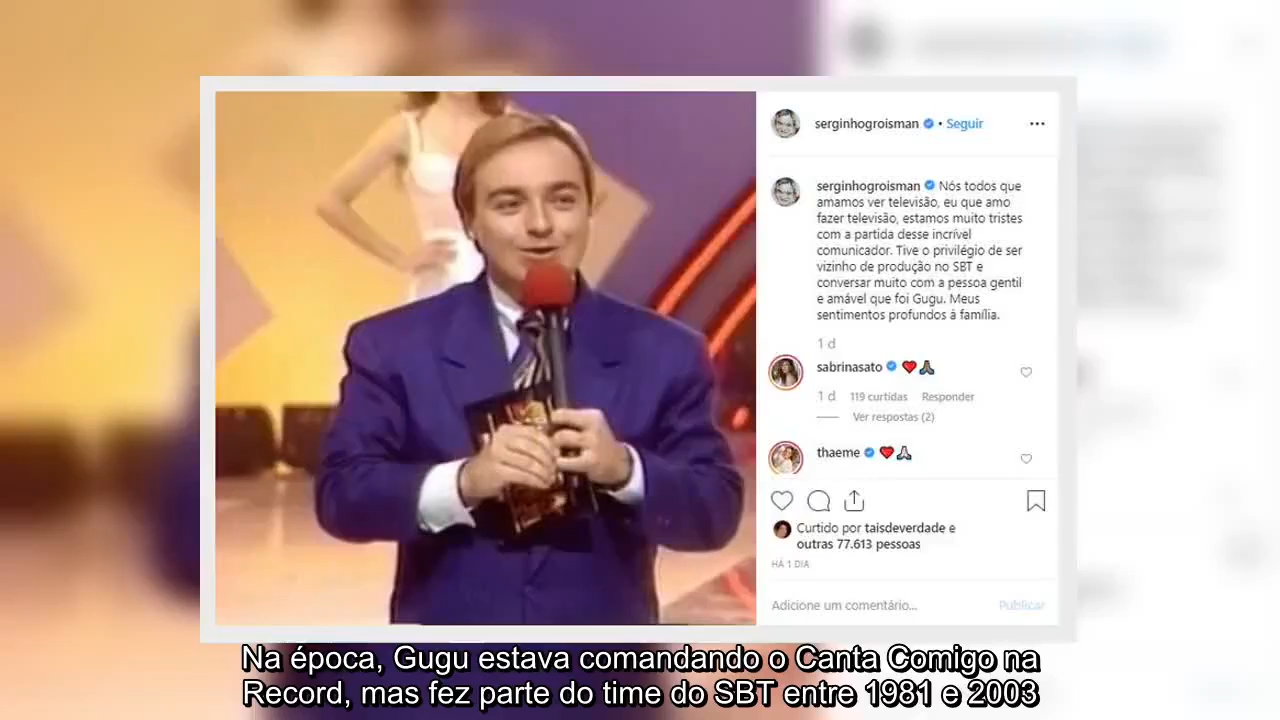 serginhogroisman • Seguir
serginhogroisman Nós todos que
amamos ver televisão, eu que amo
fazer televisão, estamos muito tristes
com a partida desse incrível
comunicador. Tive o privilégio de ser
vizinho de produção no SBT e
conversar muito com a pessoa gentil
e amável que foi Gugu. Meus
sentimentos profundos à família.
1 d
sabrinasato ❤️🙏🏽
1 d 119 curtidas Responder
Ver respostas (2)
thaeme ❤️🙏🏻
Curtido por taisdeverdade e
outras 77.613 pessoas
HÁ 1 DIA
Adicione um comentário... Publicar
Na época, Gugu estava comandando o Canta Comigo na
Record, mas fez parte do time do SBT entre 1981 e 2003